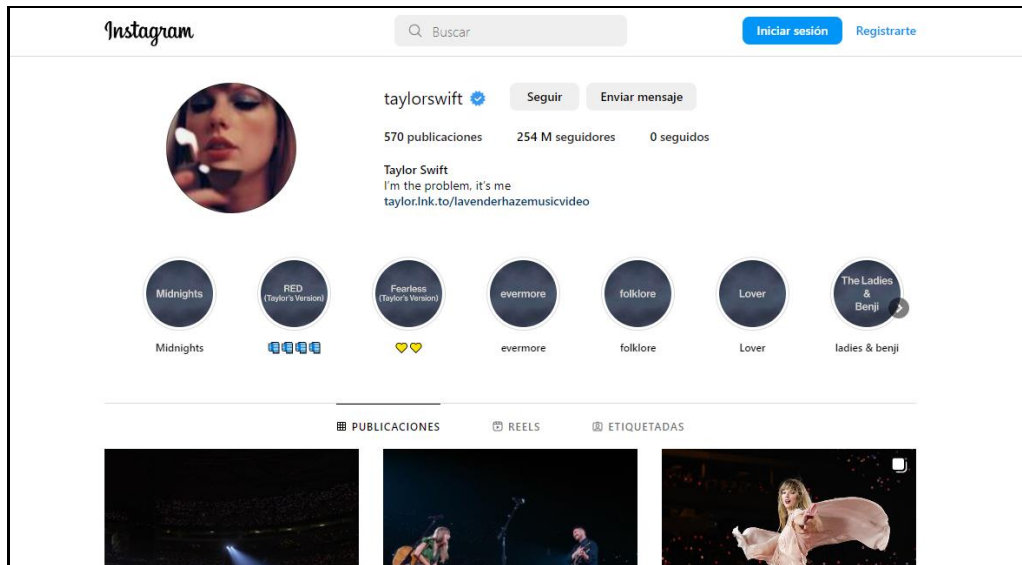 Instagram
Buscar
Iniciar sesión
Registrarte
taylorswift
Seguir
Enviar mensaje
570 publicaciones
254 M seguidores
0 seguidos
Taylor Swift
I'm the problem, it's me
taylor.lnk.to/lavenderhazemusicvideo
Midnights
RED
(Taylor's Version)
Fearless
(Taylor's Version)
evermore
folklore
Lover
The Ladies
&
Benji
Midnights
evermore
folklore
Lover
ladies & benji
PUBLICACIONES
REELS
ETIQUETADAS